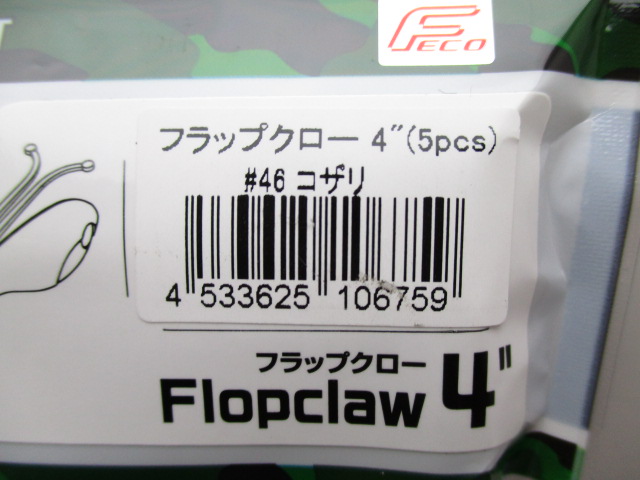 FECO
フラップクロー 4"(5pcs)
#46 コザリ
4 533625 106759
フラップクロー
Flopclaw 4"